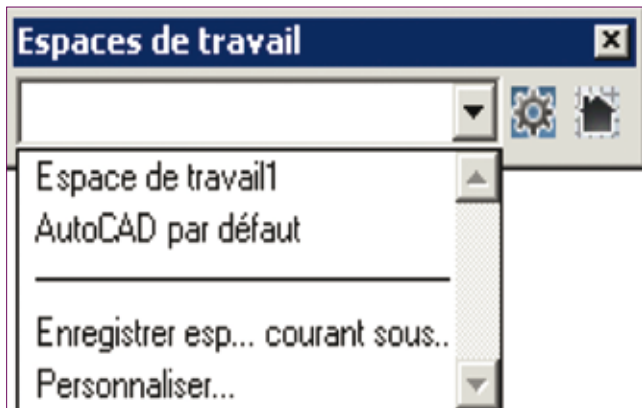 Espaces de travail
Espace de travail1
AutoCAD par défaut
Enregistrer esp... courant sous..
Personnaliser...